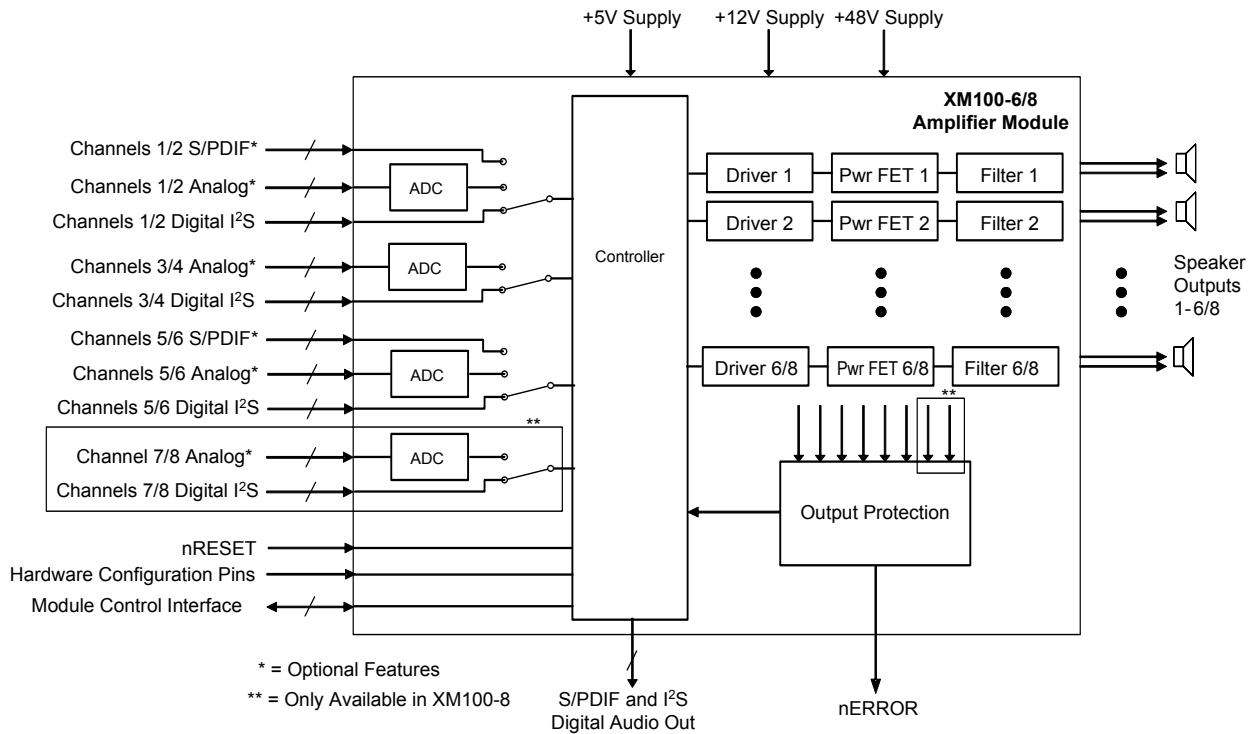 +5V Supply
+12V Supply
+48V Supply
XM100-6/8
Amplifier Module
Channels 1/2 S/PDIF*
Channels 1/2 Analog*
ADC
Channels 1/2 Digital I²S
Channels 3/4 Analog*
ADC
Channels 3/4 Digital I²S
Channels 5/6 S/PDIF*
Channels 5/6 Analog*
ADC
Channels 5/6 Digital I²S
**
Channel 7/8 Analog*
ADC
Channels 7/8 Digital I²S
nRESET
Hardware Configuration Pins
Module Control Interface
Controller
Driver 1
Pwr FET 1
Filter 1
Driver 2
Pwr FET 2
Filter 2
Speaker
Outputs
1-6/8
Driver 6/8
Pwr FET 6/8
Filter 6/8
**
Output Protection
* = Optional Features
** = Only Available in XM100-8
S/PDIF and I²S
Digital Audio Out
nERROR